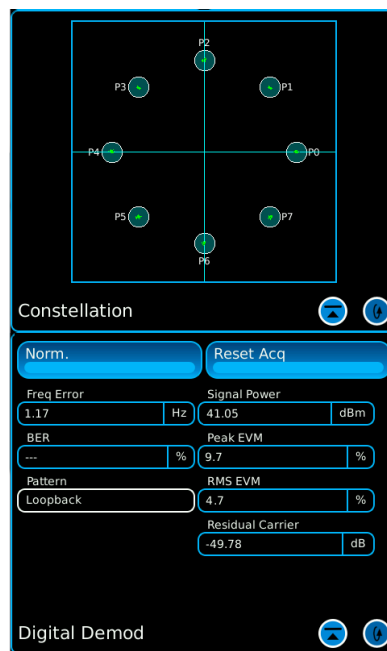 P2
P3
P1
P4
P0
P5
P7
P6
Constellation
Norm.
Reset Acq
Freq Error
Signal Power
1.17 Hz
41.05 dBm
BER
Peak EVM
--- %
9.7 %
Pattern
RMS EVM
Loopback
4.7 %
Residual Carrier
-49.78 dB
Digital Demod